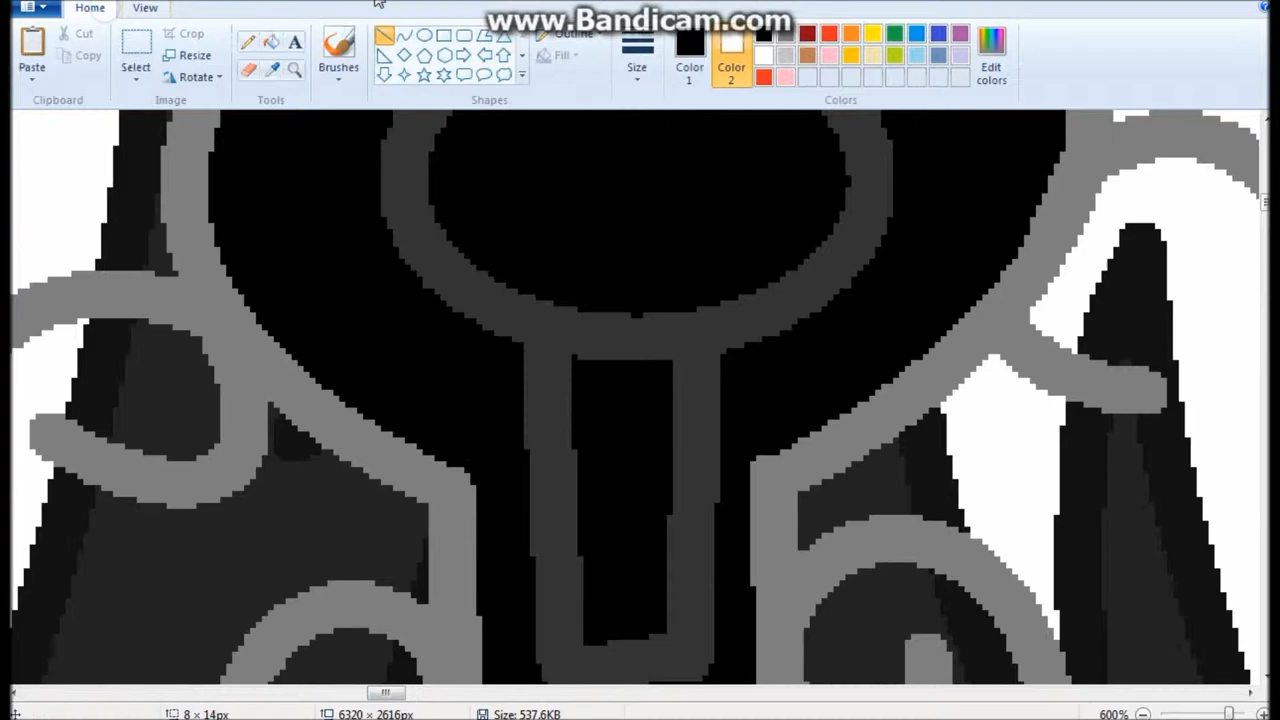 Home View
www.Bandicam.com
Paste
Cut
Copy
Clipboard
Select
Crop
Resize
Rotate
Image
A
Tools
Brushes
Outline
Fill
Shapes
Size
Color 1
Color 2
Edit colors
Colors
8 × 14px
6320 × 2616px
Size: 537.6KB
600%